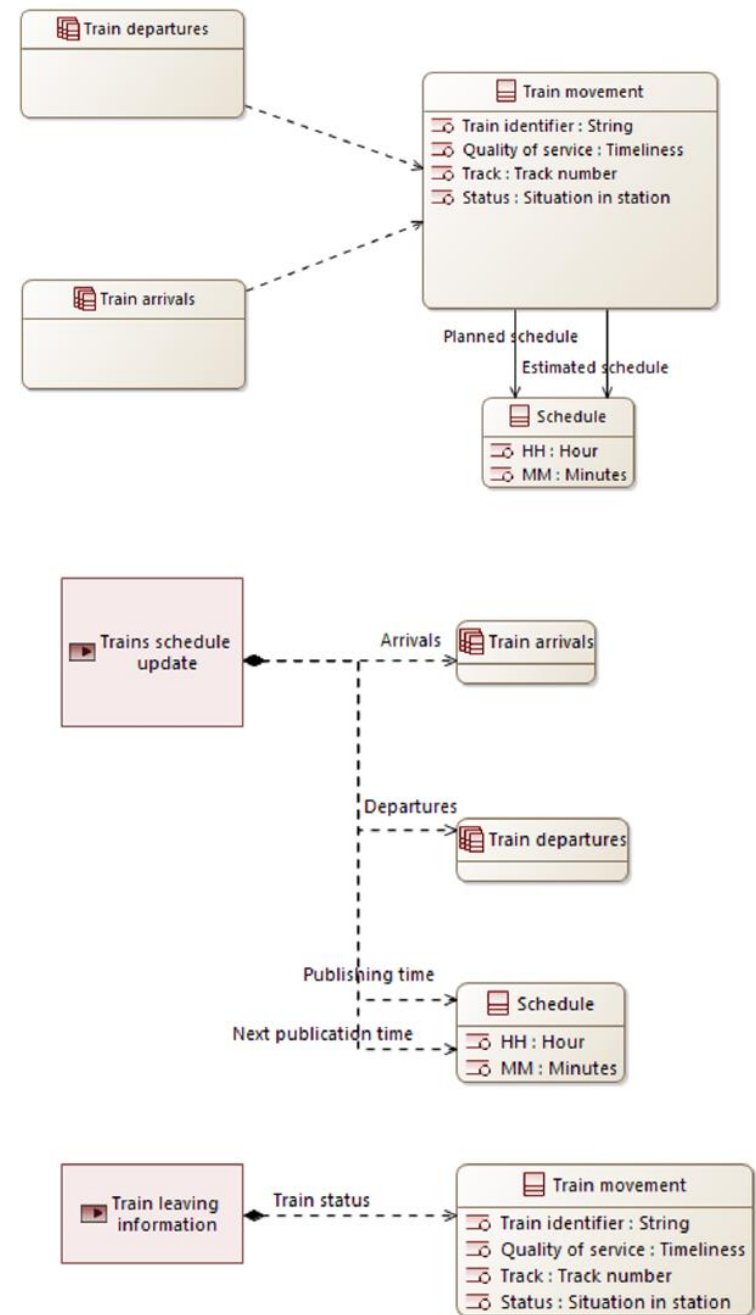 Train departures
Train movement
Train identifier : String
Quality of service : Timeliness
Track : Track number
Status : Situation in station
Train arrivals
Planned schedule
Estimated schedule
Schedule
HH : Hour
MM : Minutes
Trains schedule
update
Arrivals
Train arrivals
Departures
Train departures
Publishing time
Next publication time
Schedule
HH : Hour
MM : Minutes
Train leaving
information
Train status
Train movement
Train identifier : String
Quality of service : Timeliness
Track : Track number
Status : Situation in station